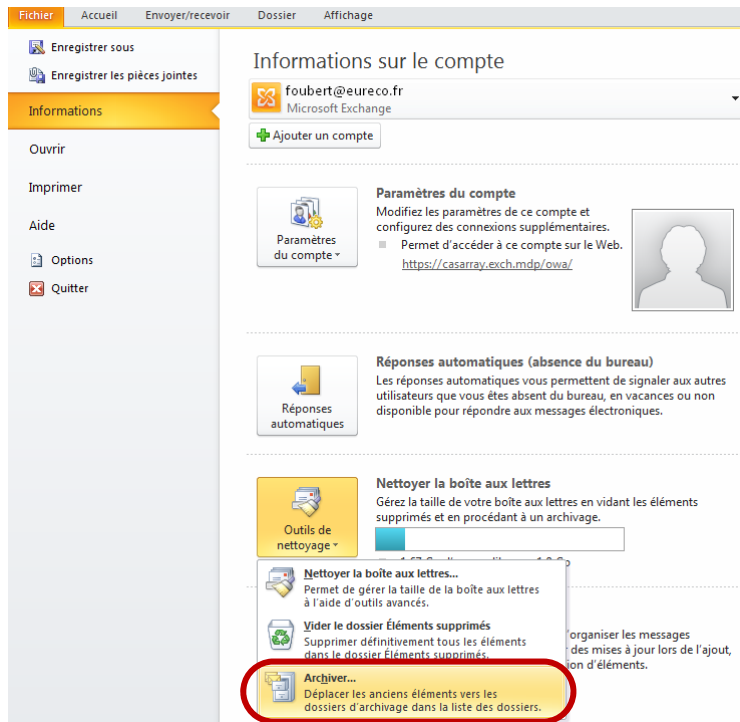 Fichier Accueil Envoyer/recevoir Dossier Affichage
Enregistrer sous
Enregistrer les pièces jointes
Informations
Ouvrir
Imprimer
Aide
Options
Quitter
Informations sur le compte
foubert@eureco.fr
Microsoft Exchange
Ajouter un compte
Paramètres
du compte
Paramètres du compte
Modifiez les paramètres de ce compte et
configurez des connexions supplémentaires.
Permet d'accéder à ce compte sur le Web.
https://casarray.exch.mdp/owa/
Réponses
automatiques
Réponses automatiques (absence du bureau)
Les réponses automatiques vous permettent de signaler aux autres
utilisateurs que vous êtes absent du bureau, en vacances ou non
disponible pour répondre aux messages électroniques.
Outils de
nettoyage
Nettoyer la boîte aux lettres
Gérez la taille de votre boîte aux lettres en vidant les éléments
supprimés et en procédant à un archivage.
Nettoyer la boîte aux lettres...
Permet de gérer la taille de la boîte aux lettres
à l'aide d'outils avancés.
Vider le dossier Éléments supprimés
Supprimer définitivement tous les éléments
dans le dossier Éléments supprimés.
Archiver...
Déplacer les anciens éléments vers les
dossiers d'archivage dans la liste des dossiers.
'organiser les messages
des mises à jour lors de l'ajout,
ion d'éléments.